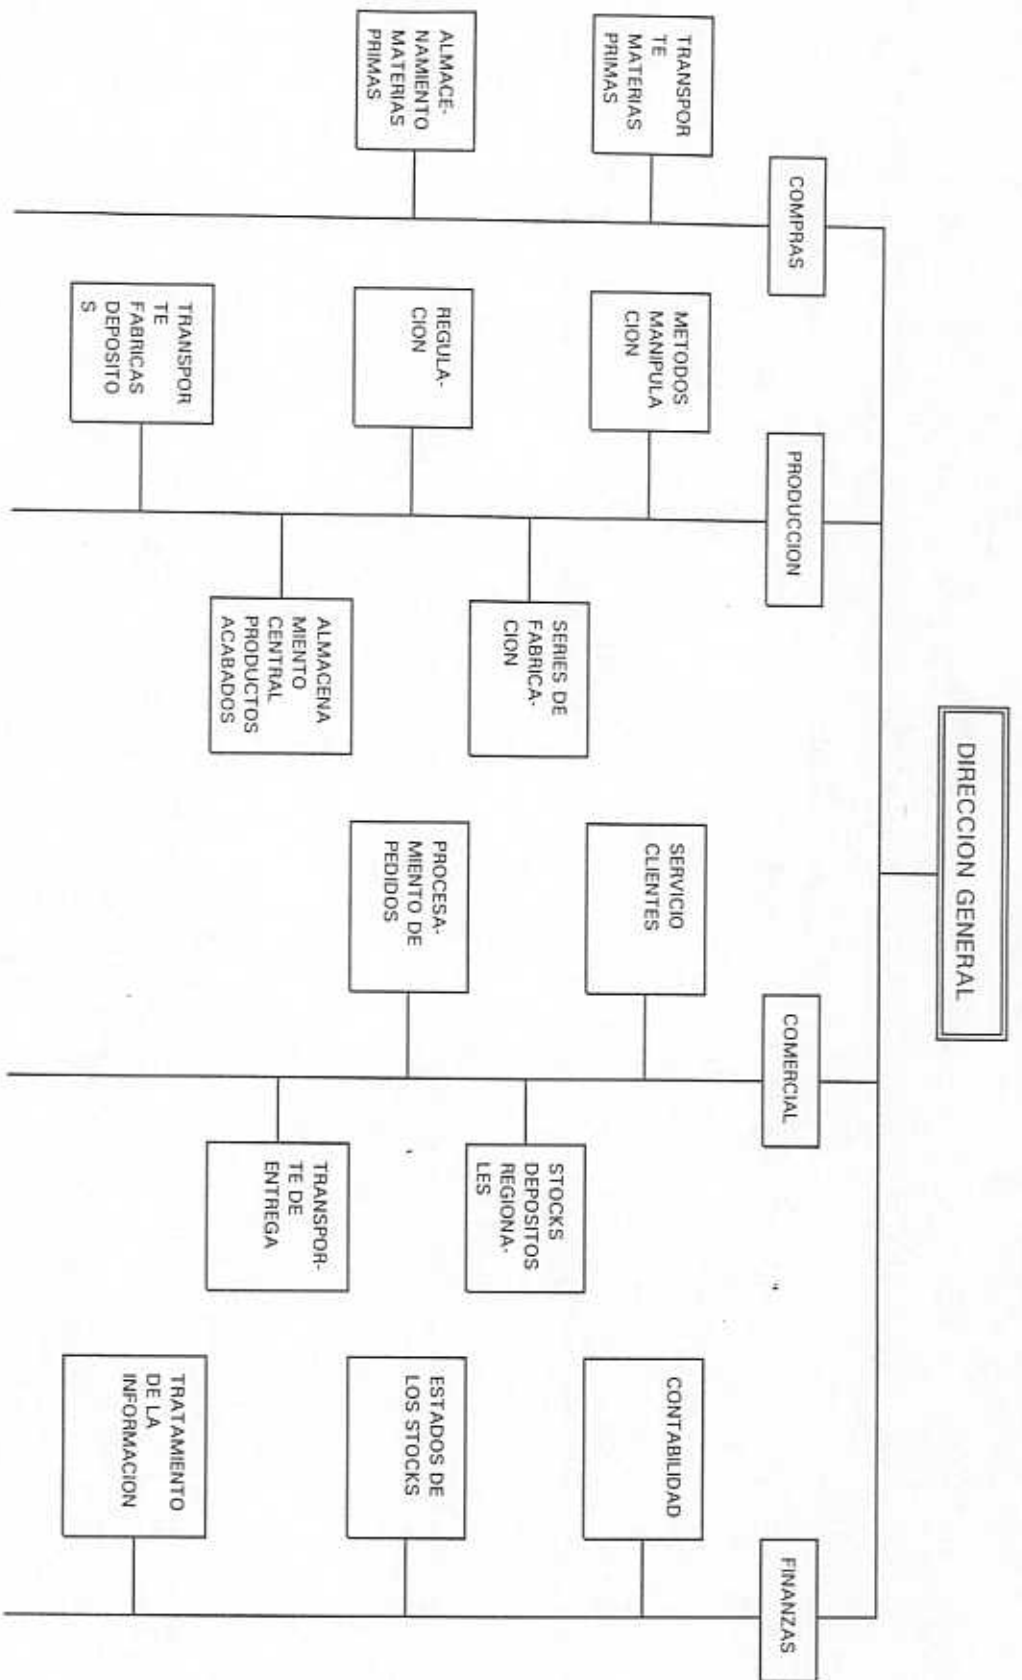 DIRECCION GENERAL
COMPRAS
PRODUCCION
COMERCIAL
FINANZAS
TRANSPOR
TE
MATERIAS
PRIMAS
ALMACE-
NAMIENTO
MATERIAS
PRIMAS
METODOS
MANIPULA
CION
REGULA-
CION
TRANSPOR
TE
FABRICAS
DEPOSITO
S
SERIES DE
FABRICA-
CION
ALMACENA
MIENTO
CENTRAL
PRODUCTOS
ACABADOS
SERVICIO
CLIENTES
PROCESA-
MIENTO DE
PEDIDOS
STOCKS
DEPOSITOS
REGIONA-
LES
TRANSPOR-
TE DE
ENTREGA
CONTABILIDAD
ESTADOS DE
LOS STOCKS
TRATAMIENTO
DE LA
INFORMACION